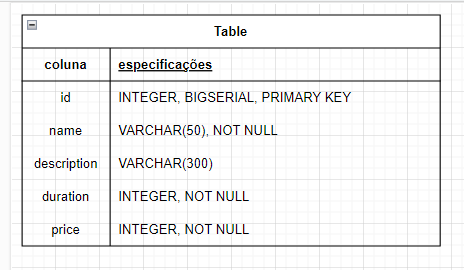 Table
coluna especificações
id INTEGER, BIGSERIAL, PRIMARY KEY
name VARCHAR(50), NOT NULL
description VARCHAR(300)
duration INTEGER, NOT NULL
price INTEGER, NOT NULL